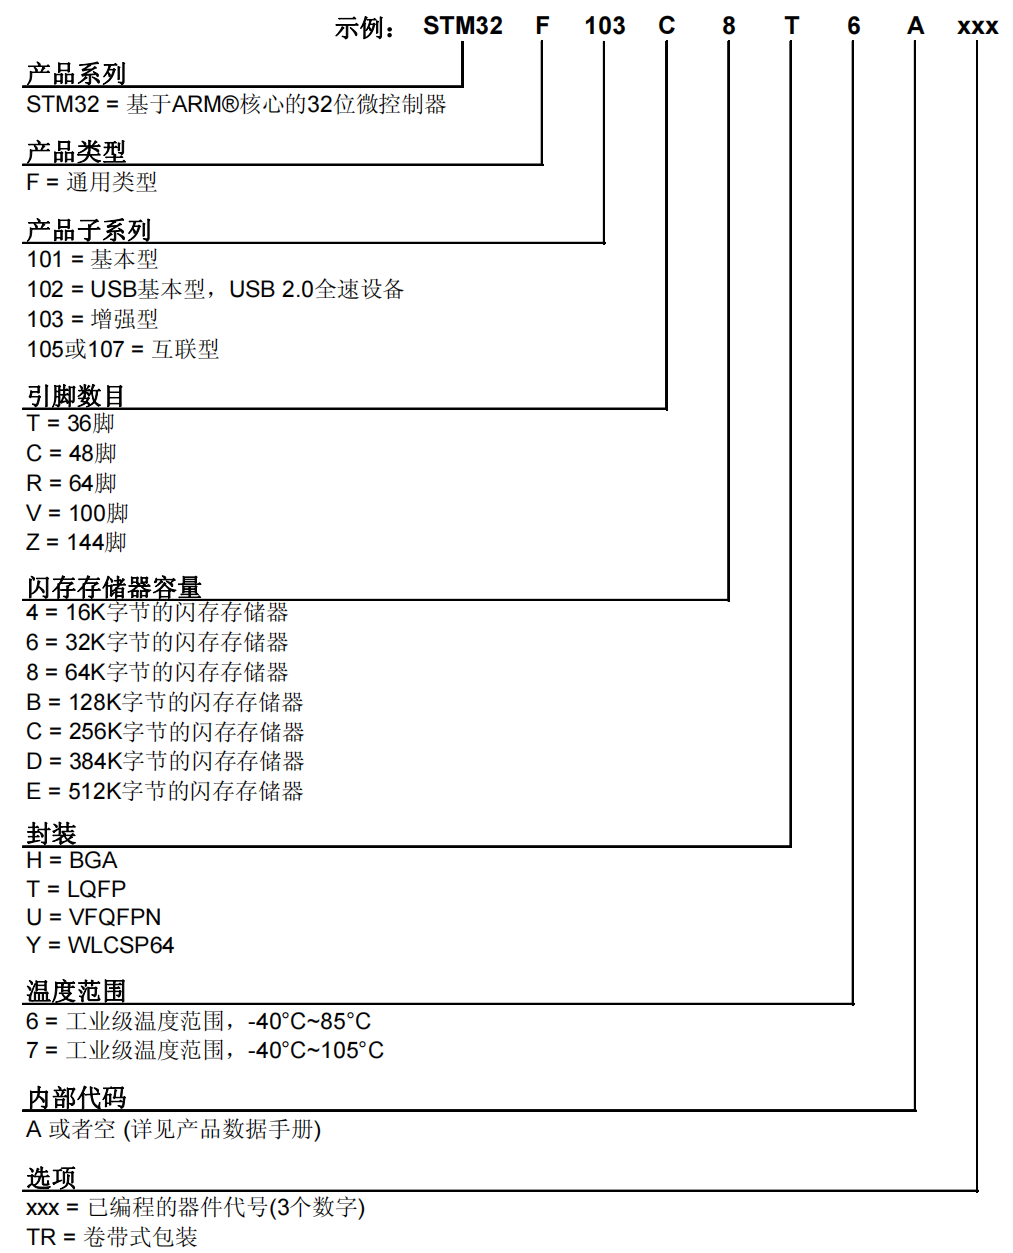 示例： STM32 F 103 C 8 T 6 A xxx
产品系列
STM32 = 基于ARM®核心的32位微控制器
产品类型
F = 通用类型
产品子系列
101 = 基本型
102 = USB基本型，USB 2.0全速设备
103 = 增强型
105或107 = 互联型
引脚数目
T = 36脚
C = 48脚
R = 64脚
V = 100脚
Z = 144脚
闪存存储器容量
4 = 16K字节的闪存存储器
6 = 32K字节的闪存存储器
8 = 64K字节的闪存存储器
B = 128K字节的闪存存储器
C = 256K字节的闪存存储器
D = 384K字节的闪存存储器
E = 512K字节的闪存存储器
封装
H = BGA
T = LQFP
U = VFQFPN
Y = WLCSP64
温度范围
6 = 工业级温度范围，-40°C~85°C
7 = 工业级温度范围，-40°C~105°C
内部代码
A 或者空 (详见产品数据手册)
选项
xxx = 已编程的器件代号(3个数字)
TR = 卷带式包装